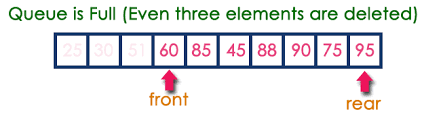 Queue is Full (Even three elements are deleted)
25 30 51 60 85 45 88 90 75 95
front rear